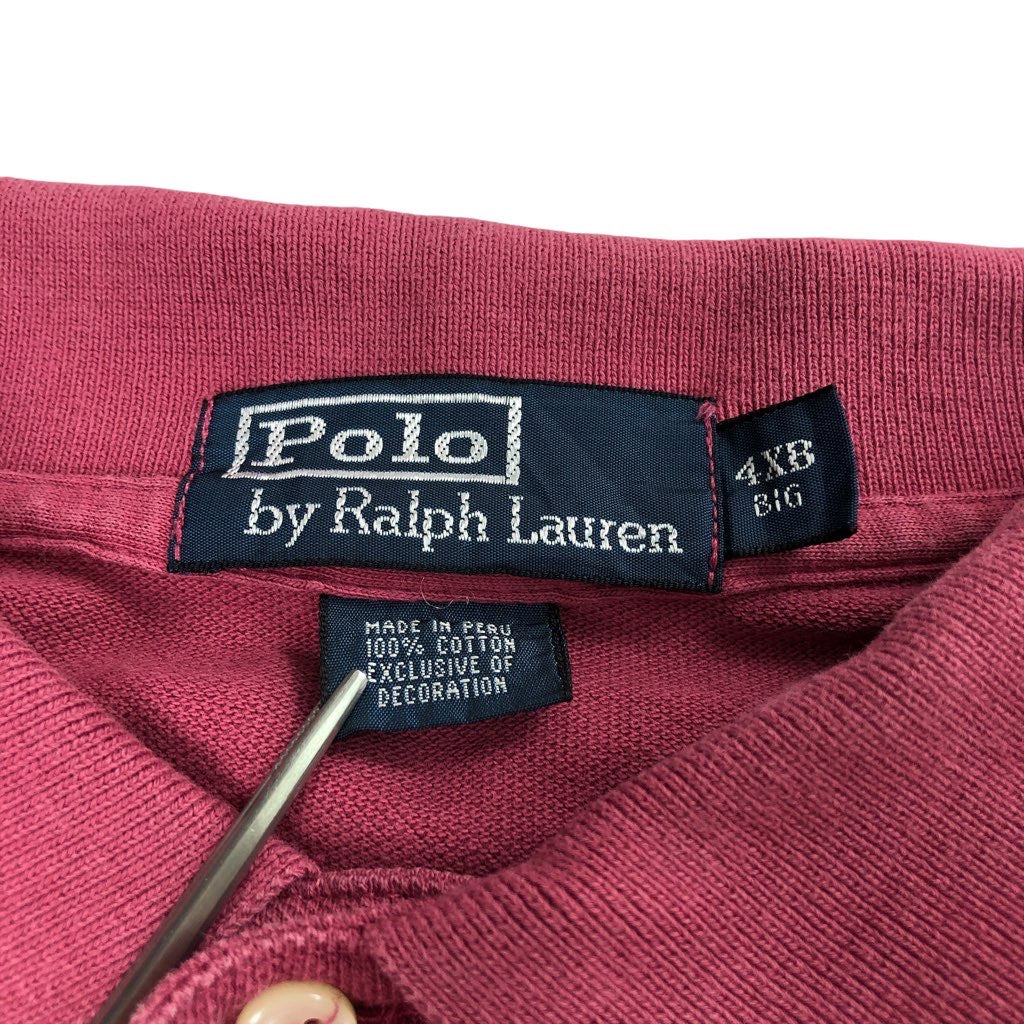 Polo
by Ralph Lauren
4XB
BIG
MADE IN PERU
100% COTTON
EXCLUSIVE OF
DECORATION